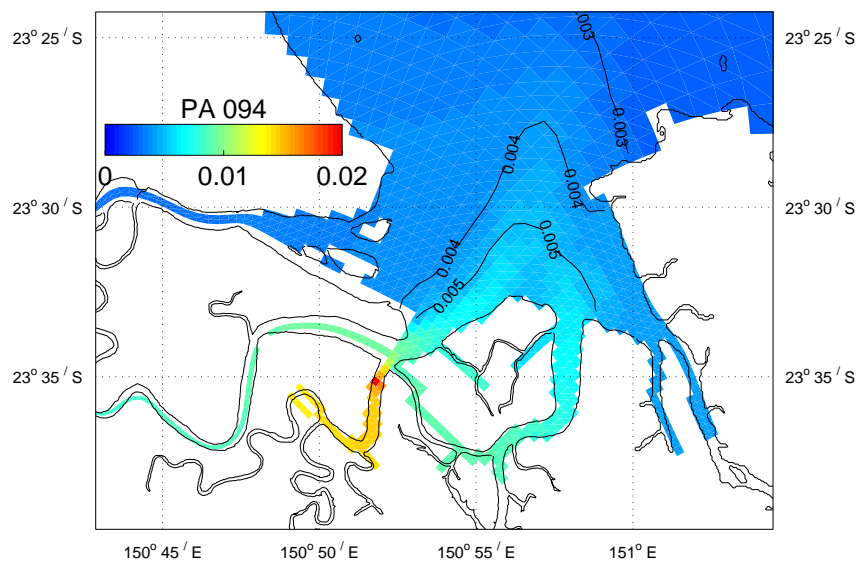 23° 25 / S
23° 25 / S
0.003
PA 094
0.003
0.004
0 0.01 0.02
0.004
23° 30 / S
23° 30 / S
0.004
0.005
0.005
23° 35 / S
23° 35 / S
150° 45 / E
150° 50 / E
150° 55 / E
151° E